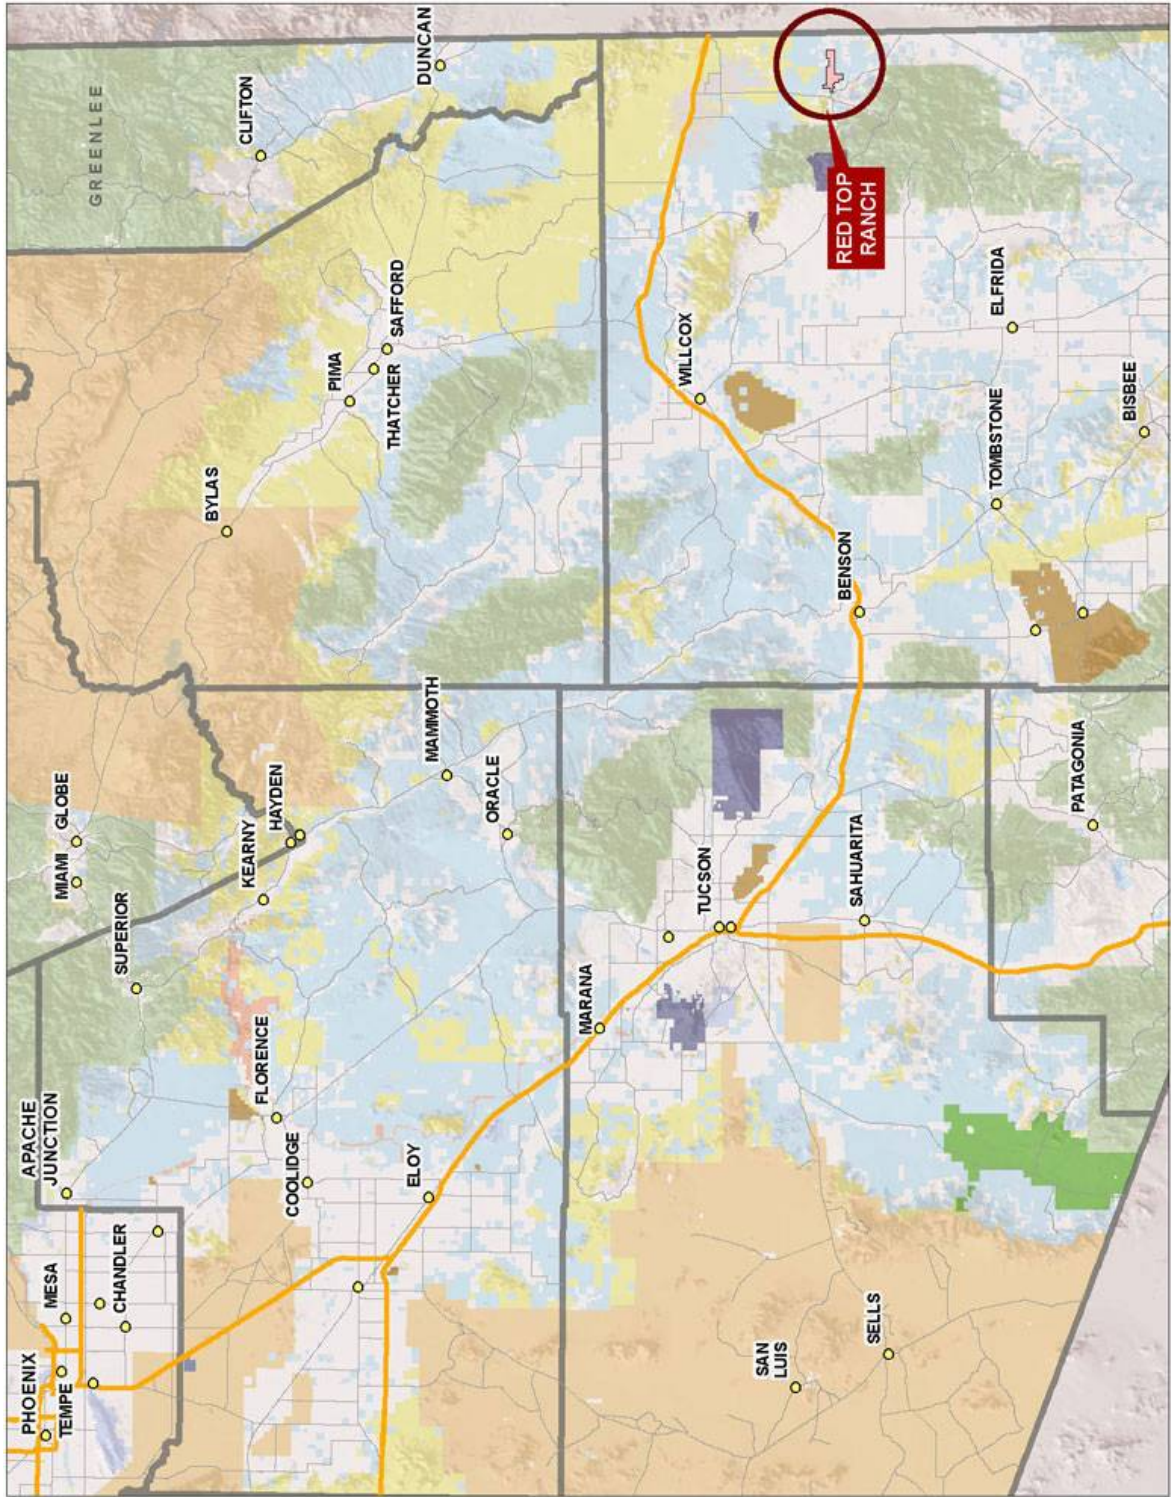 PHOENIX
TEMPE
MESA
CHANDLER
APACHE
JUNCTION
SUPERIOR
MIAMI
GLOBE
FLORENCE
COOLIDGE
KEARNY
HAYDEN
ELOY
MAMMOTH
ORACLE
BYLAS
PIMA
THATCHER
SAFFORD
GREENLEE
CLIFTON
DUNCAN
MARANA
TUCSON
SAHUARITA
SAN
LUIS
SELLS
PATAGONIA
BENSON
WILLCOX
TOMBSTONE
ELFRIDA
BISBEE
RED TOP
RANCH